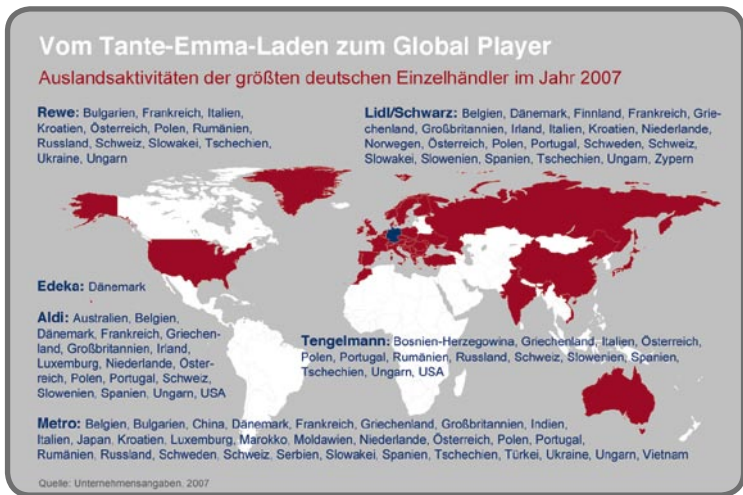 Vom Tante-Emma-Laden zum Global Player
Auslandsaktivitäten der größten deutschen Einzelhändler im Jahr 2007
Rewe: Bulgarien, Frankreich, Italien,
Kroatien, Österreich, Polen, Rumänien,
Russland, Schweiz, Slowakei, Tschechien,
Ukraine, Ungarn
Lidl/Schwarz: Belgien, Dänemark, Finnland, Frankreich, Grie-
chenland, Großbritannien, Irland, Italien, Kroatien, Niederlande,
Norwegen, Österreich, Polen, Portugal, Schweden, Schweiz,
Slowakei, Slowenien, Spanien, Tschechien, Ungarn, Zypern
Edeka: Dänemark
Aldi: Australien, Belgien,
Dänemark, Frankreich, Griechen-
land, Großbritannien, Irland,
Luxemburg, Niederlande, Öster-
reich, Polen, Portugal, Schweiz,
Slowenien, Spanien, Ungarn, USA
Tengelmann: Bosnien-Herzegowina, Griechenland, Italien, Österreich,
Polen, Portugal, Rumänien, Russland, Schweiz, Slowenien, Spanien,
Tschechien, Ungarn, USA
Metro: Belgien, Bulgarien, China, Dänemark, Frankreich, Griechenland, Großbritannien, Indien,
Italien, Japan, Kroatien, Luxemburg, Marokko, Moldawien, Niederlande, Österreich, Polen, Portugal,
Rumänien, Russland, Schweden, Schweiz, Serbien, Slowakei, Spanien, Tschechien, Türkei, Ukraine, Ungarn, Vietnam
Quelle: Unternehmensangaben, 2007